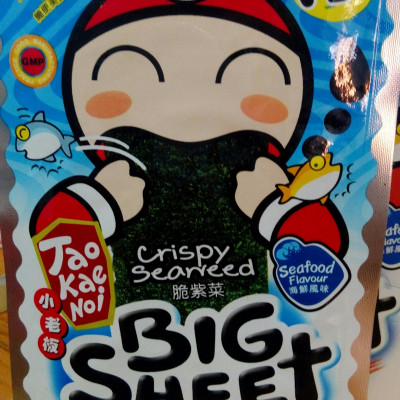 GMP
Tao
Kae
Noi
小老板
Crispy
Seaweed
脆紫菜
Seafood
Flavour
海鮮風味
BIG
SHEET